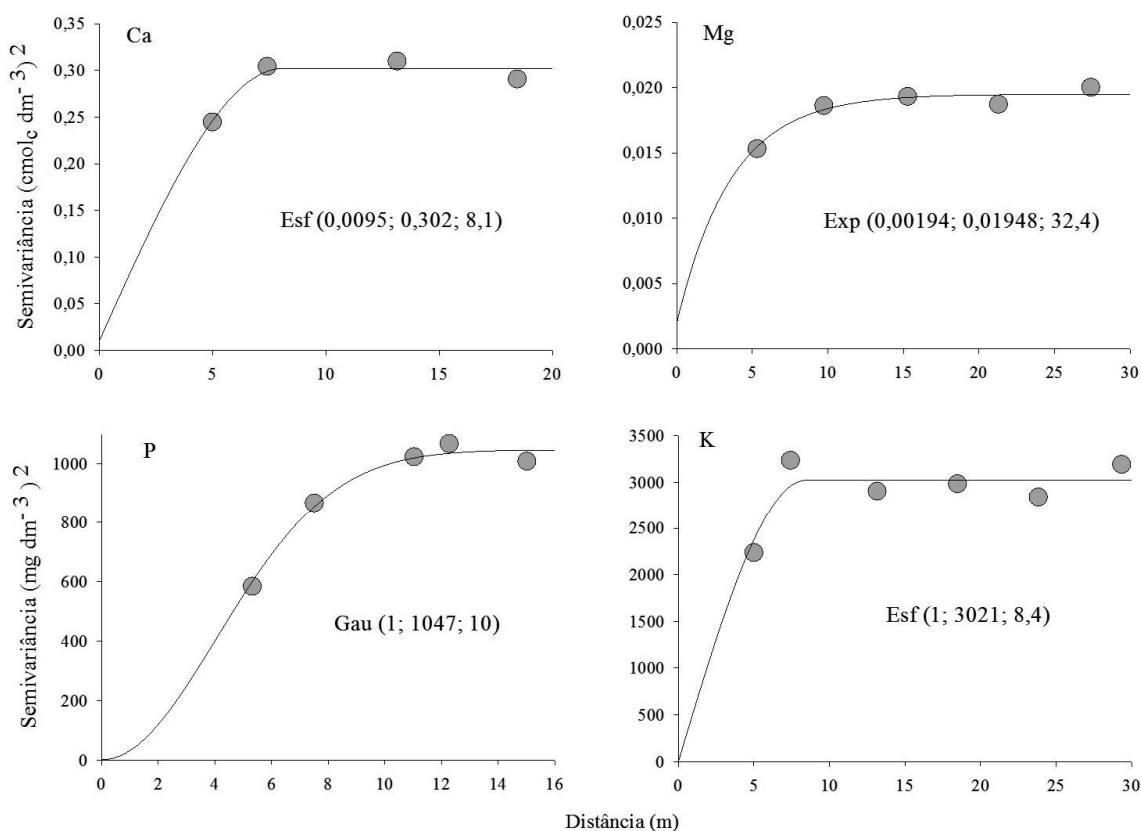 Ca
Semivariância (cmolc dm- 3) 2
0,35
0,30
0,25
0,20
0,15
0,10
0,05
0,00
Esf (0,0095; 0,302; 8,1)
0 5 10 15 20
Mg
0,025
0,020
0,015
0,010
0,005
0,000
Exp (0,00194; 0,01948; 32,4)
0 5 10 15 20 25 30
P
Semivariância (mg dm- 3) 2
1000
800
600
400
200
0
Gau (1; 1047; 10)
0 2 4 6 8 10 12 14 16
K
3500
3000
2500
2000
1500
1000
500
0
Esf (1; 3021; 8,4)
0 5 10 15 20 25 30
Distância (m)